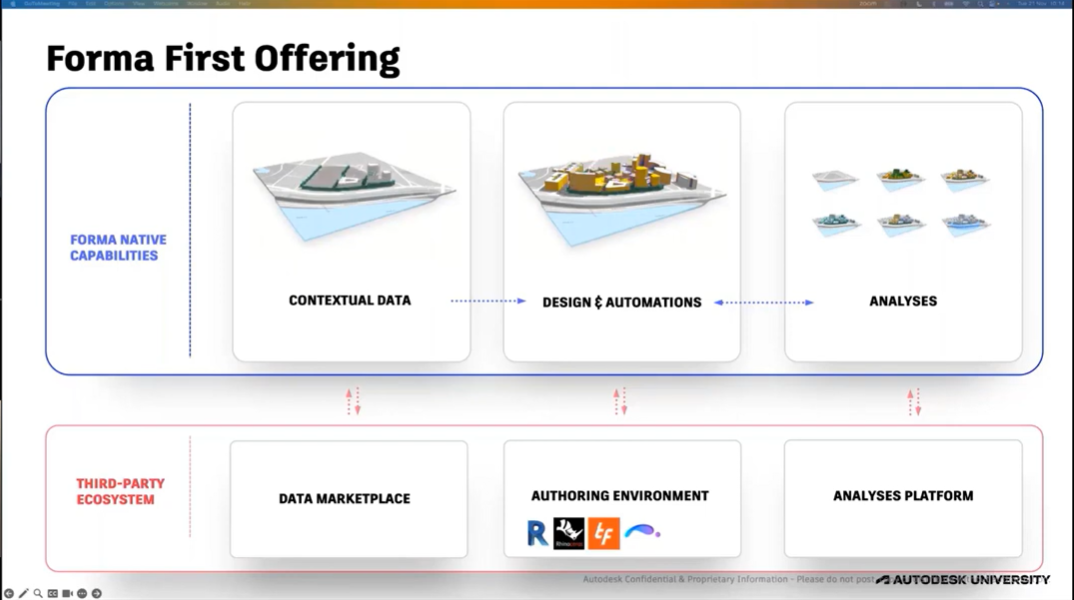 Forma First Offering
FORMA NATIVE
CAPABILITIES
CONTEXTUAL DATA
DESIGN & AUTOMATIONS
ANALYSES
THIRD-PARTY
ECOSYSTEM
DATA MARKETPLACE
AUTHORING ENVIRONMENT
ANALYSES PLATFORM
R
tf
Autodesk Confidential & Proprietary Information - Please do not post
AUTODESK UNIVERSITY